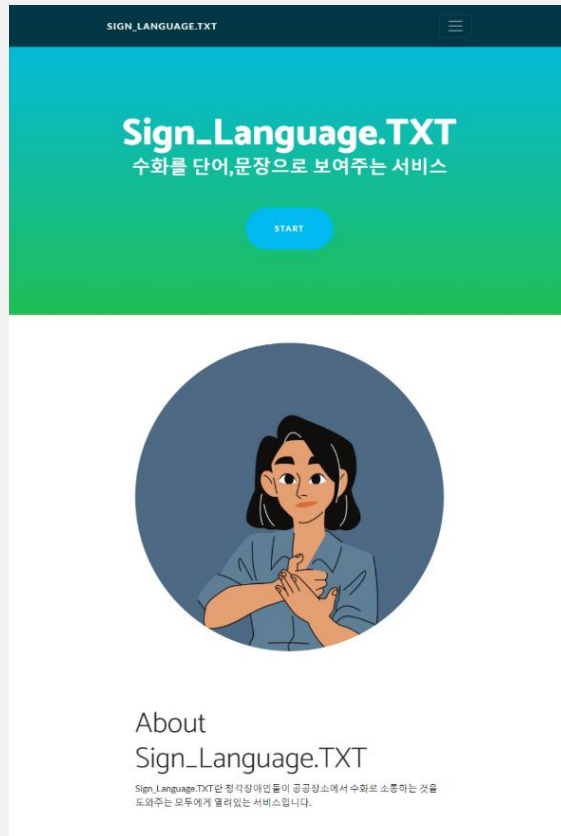 SIGN_LANGUAGE.TXT
Sign_Language.TXT
수화를 단어,문장으로 보여주는 서비스
START
About
Sign_Language.TXT
Sign_Language.TXT란 청각장애인들이 공공장소에서 수화로 소통하는 것을
도와주는 모두에게 열려있는 서비스입니다.